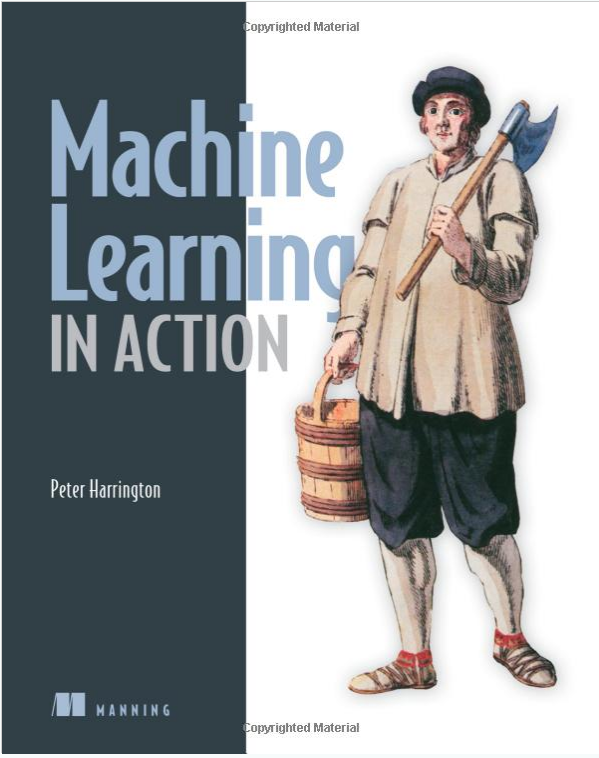 Copyrighted Material
Machine
Learning
IN ACTION
Peter Harrington
MANNING
Copyrighted Material